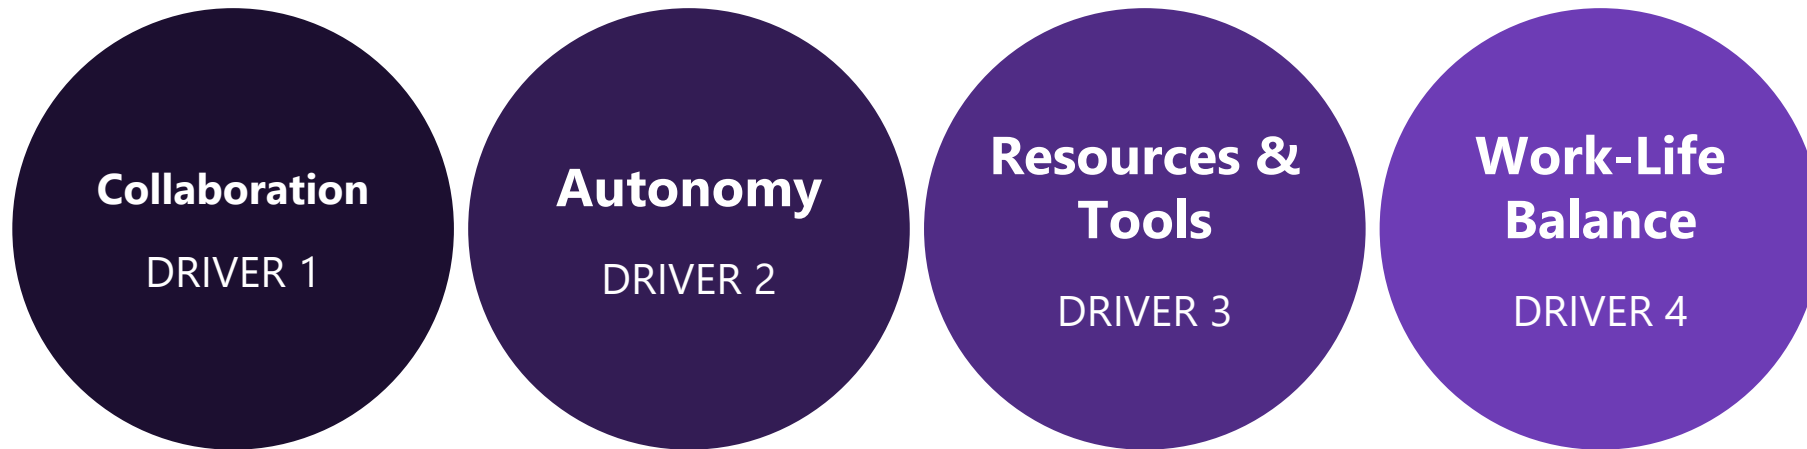 Collaboration
DRIVER 1
Autonomy
DRIVER 2
Resources &
Tools
DRIVER 3
Work-Life
Balance
DRIVER 4